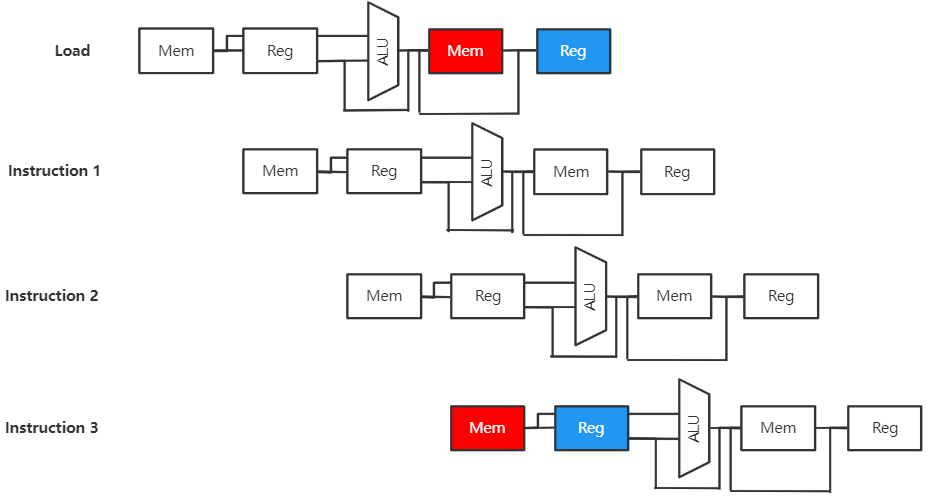 Load Mem Reg ALU Mem Reg
Instruction 1 Mem Reg ALU Mem Reg
Instruction 2 Mem Reg ALU Mem Reg
Instruction 3 Mem Reg ALU Mem Reg